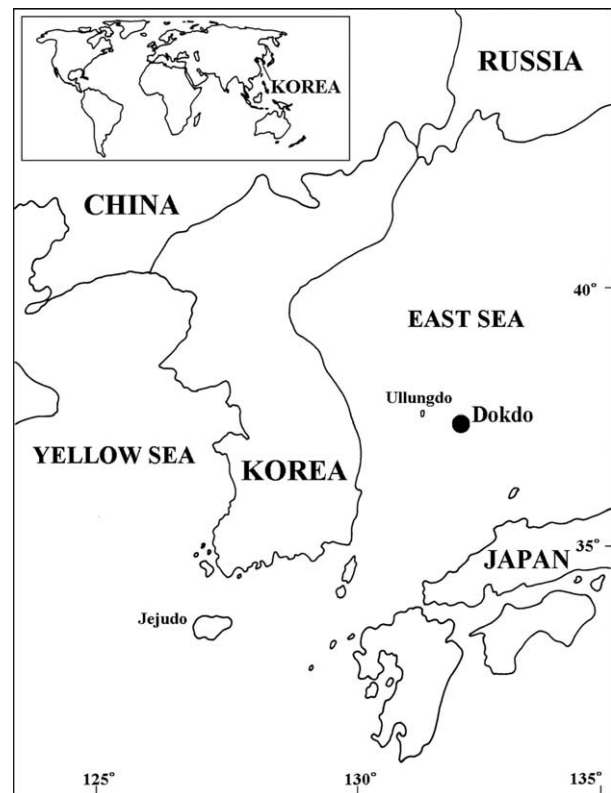 KOREA
RUSSIA
CHINA
40°
EAST SEA
Ullungdo
Dokdo
YELLOW SEA
KOREA
35°
JAPAN
Jejudo
125°
130°
135°